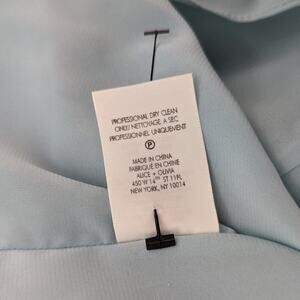 PROFESSIONAL DRY CLEAN
ONLY/ NETTOYAGE A SEC
PROFESSIONNEL UNIQUEMENT
P
MADE IN CHINA
FABRIQUE EN CHINE
ALICE + OLIVIA
450 W 14TH ST 11FL
NEW YORK, NY 10014